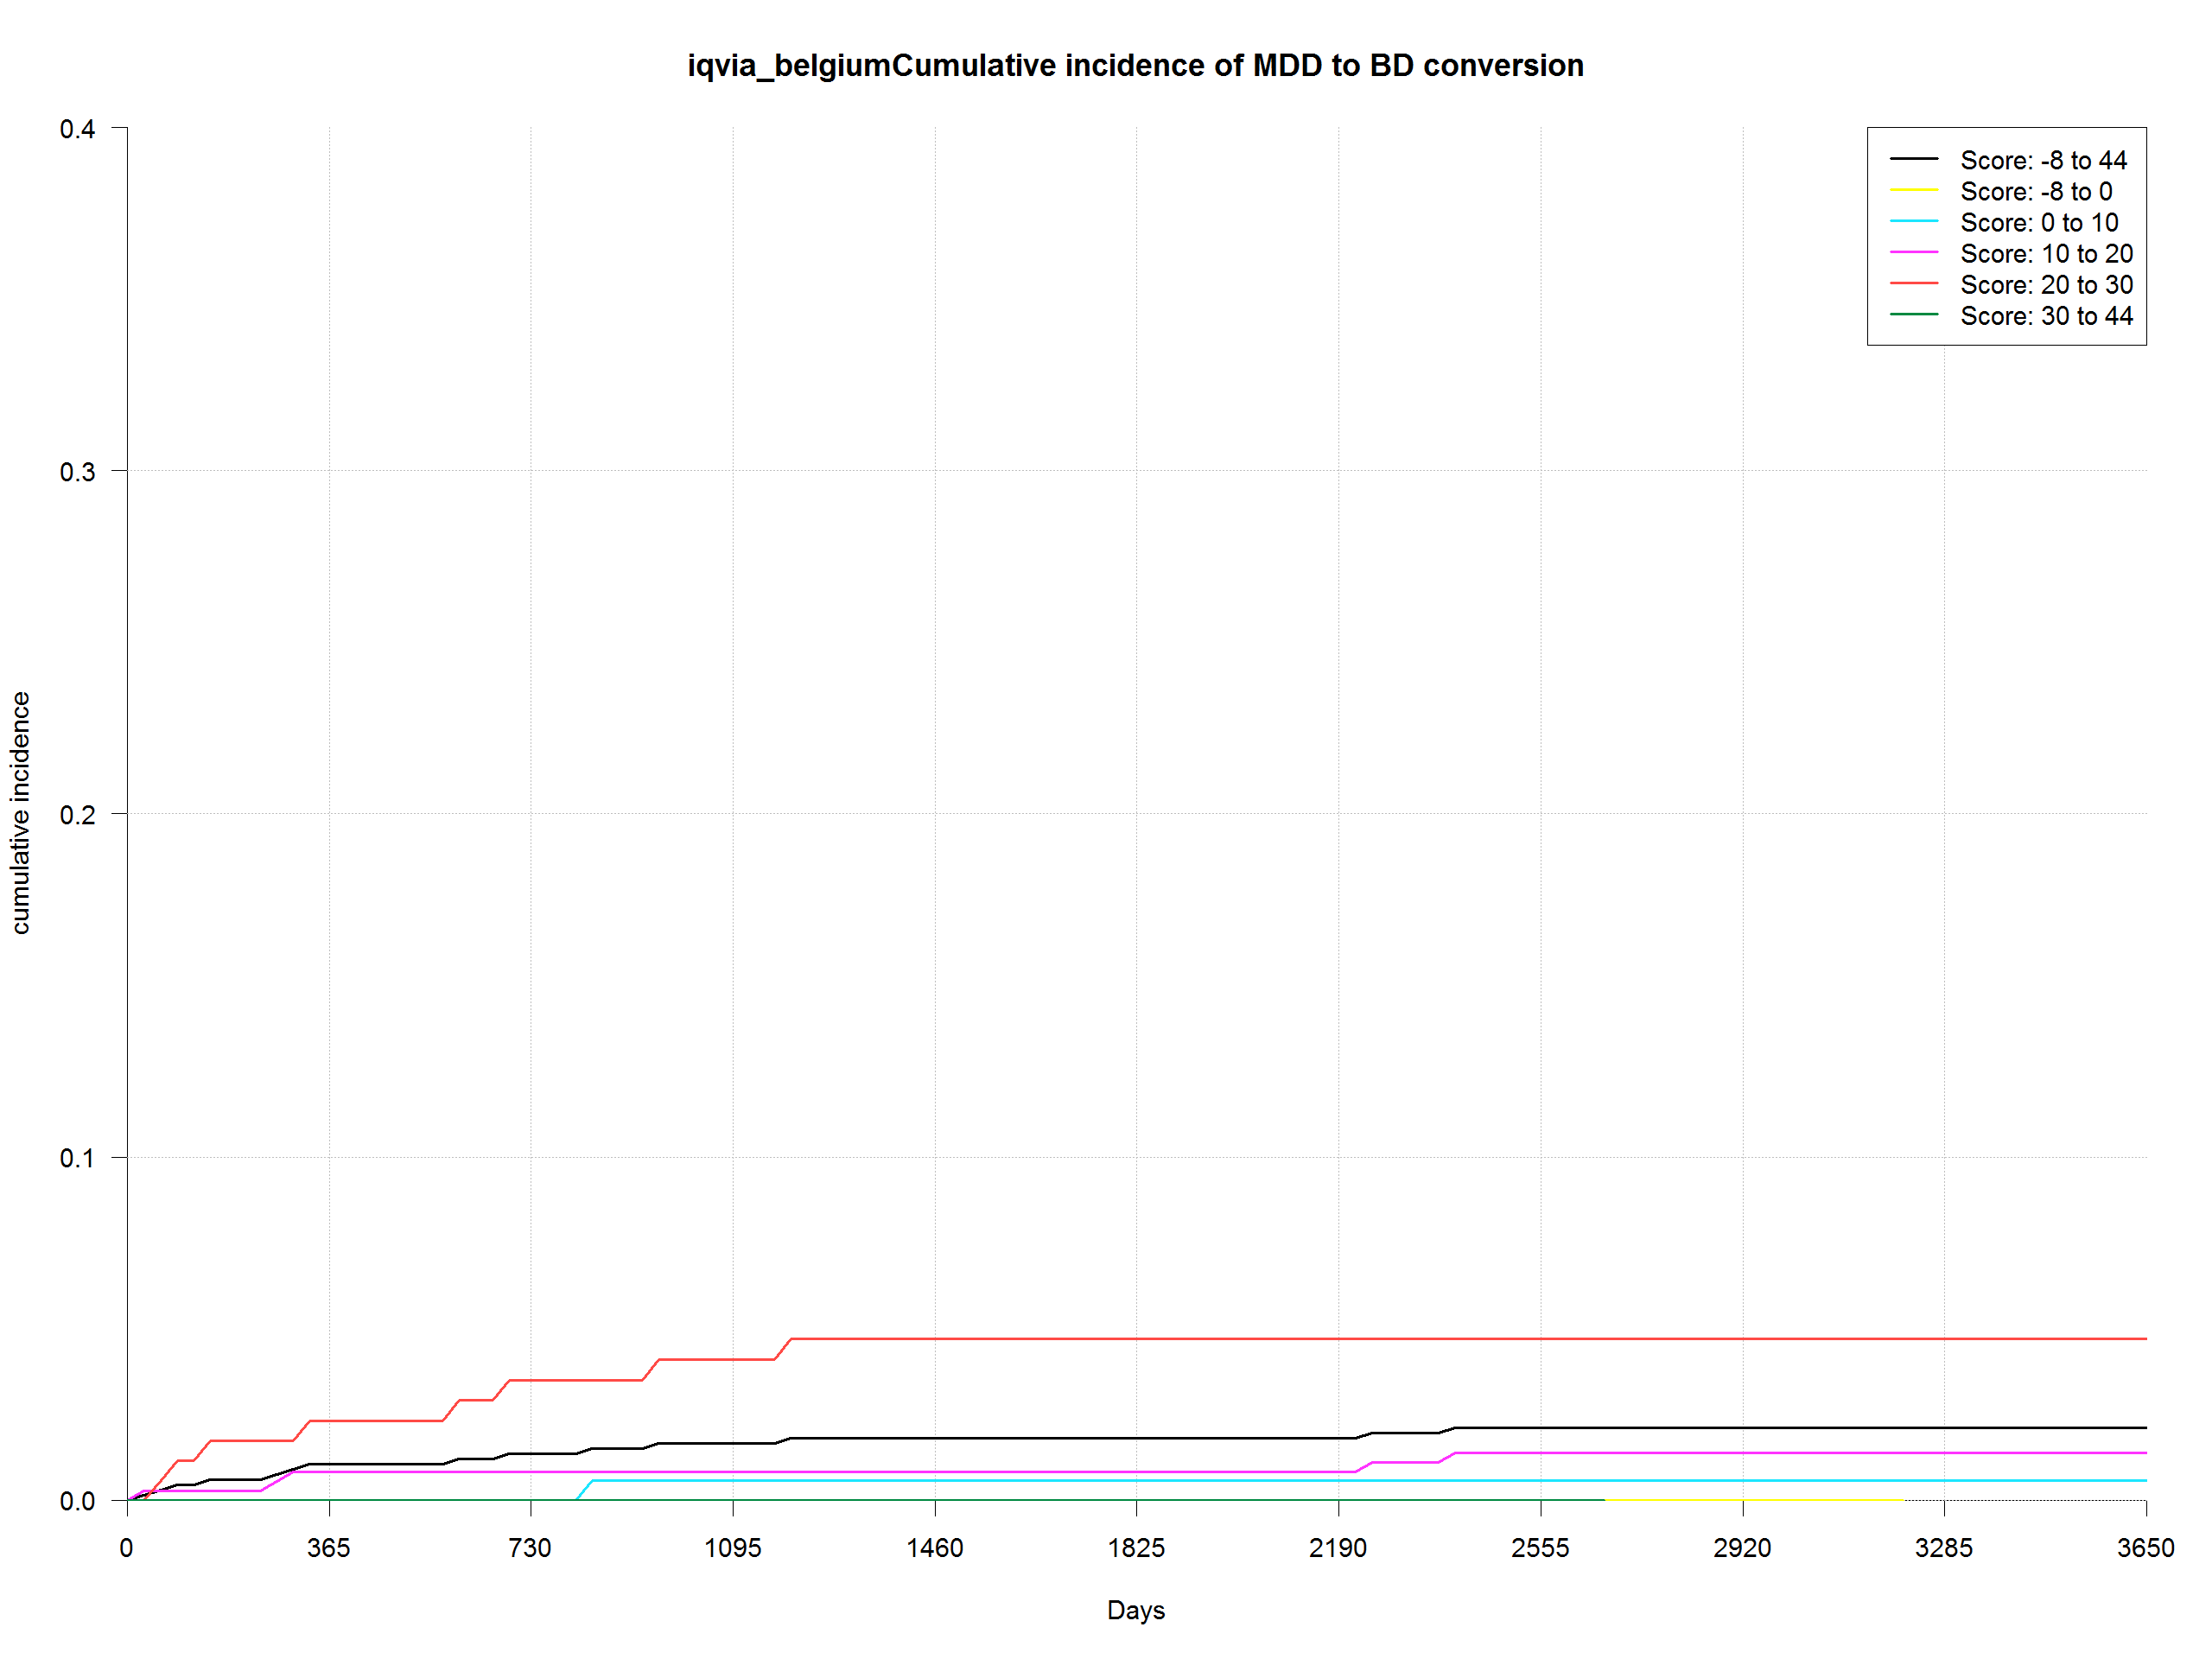 iqvia_belgiumCumulative incidence of MDD to BD conversion
Score: -8 to 44
Score: -8 to 0
Score: 0 to 10
Score: 10 to 20
Score: 20 to 30
Score: 30 to 44
cumulative incidence
0.4
0.3
0.2
0.1
0.0
0 365 730 1095 1460 1825 2190 2555 2920 3285 3650
Days